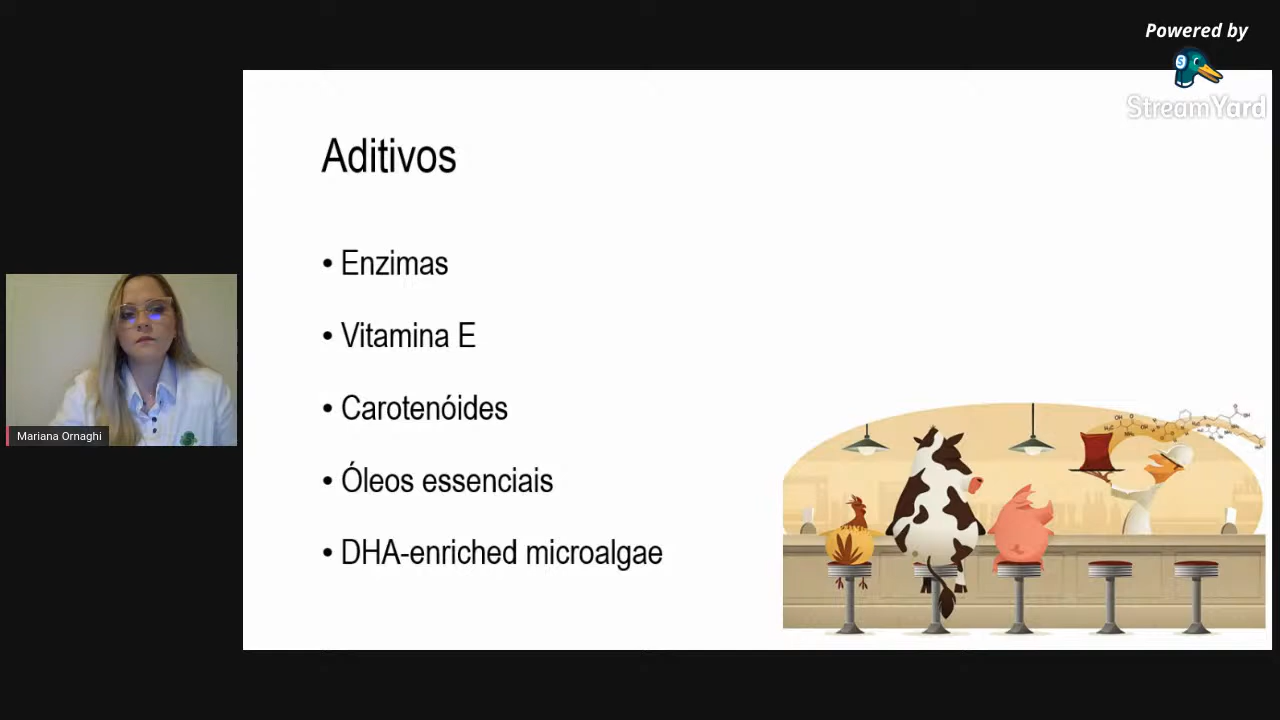 Powered by
StreamYard
Aditivos
• Enzimas
• Vitamina E
• Carotenóides
• Óleos essenciais
• DHA-enriched microalgae
Mariana Ornaghi